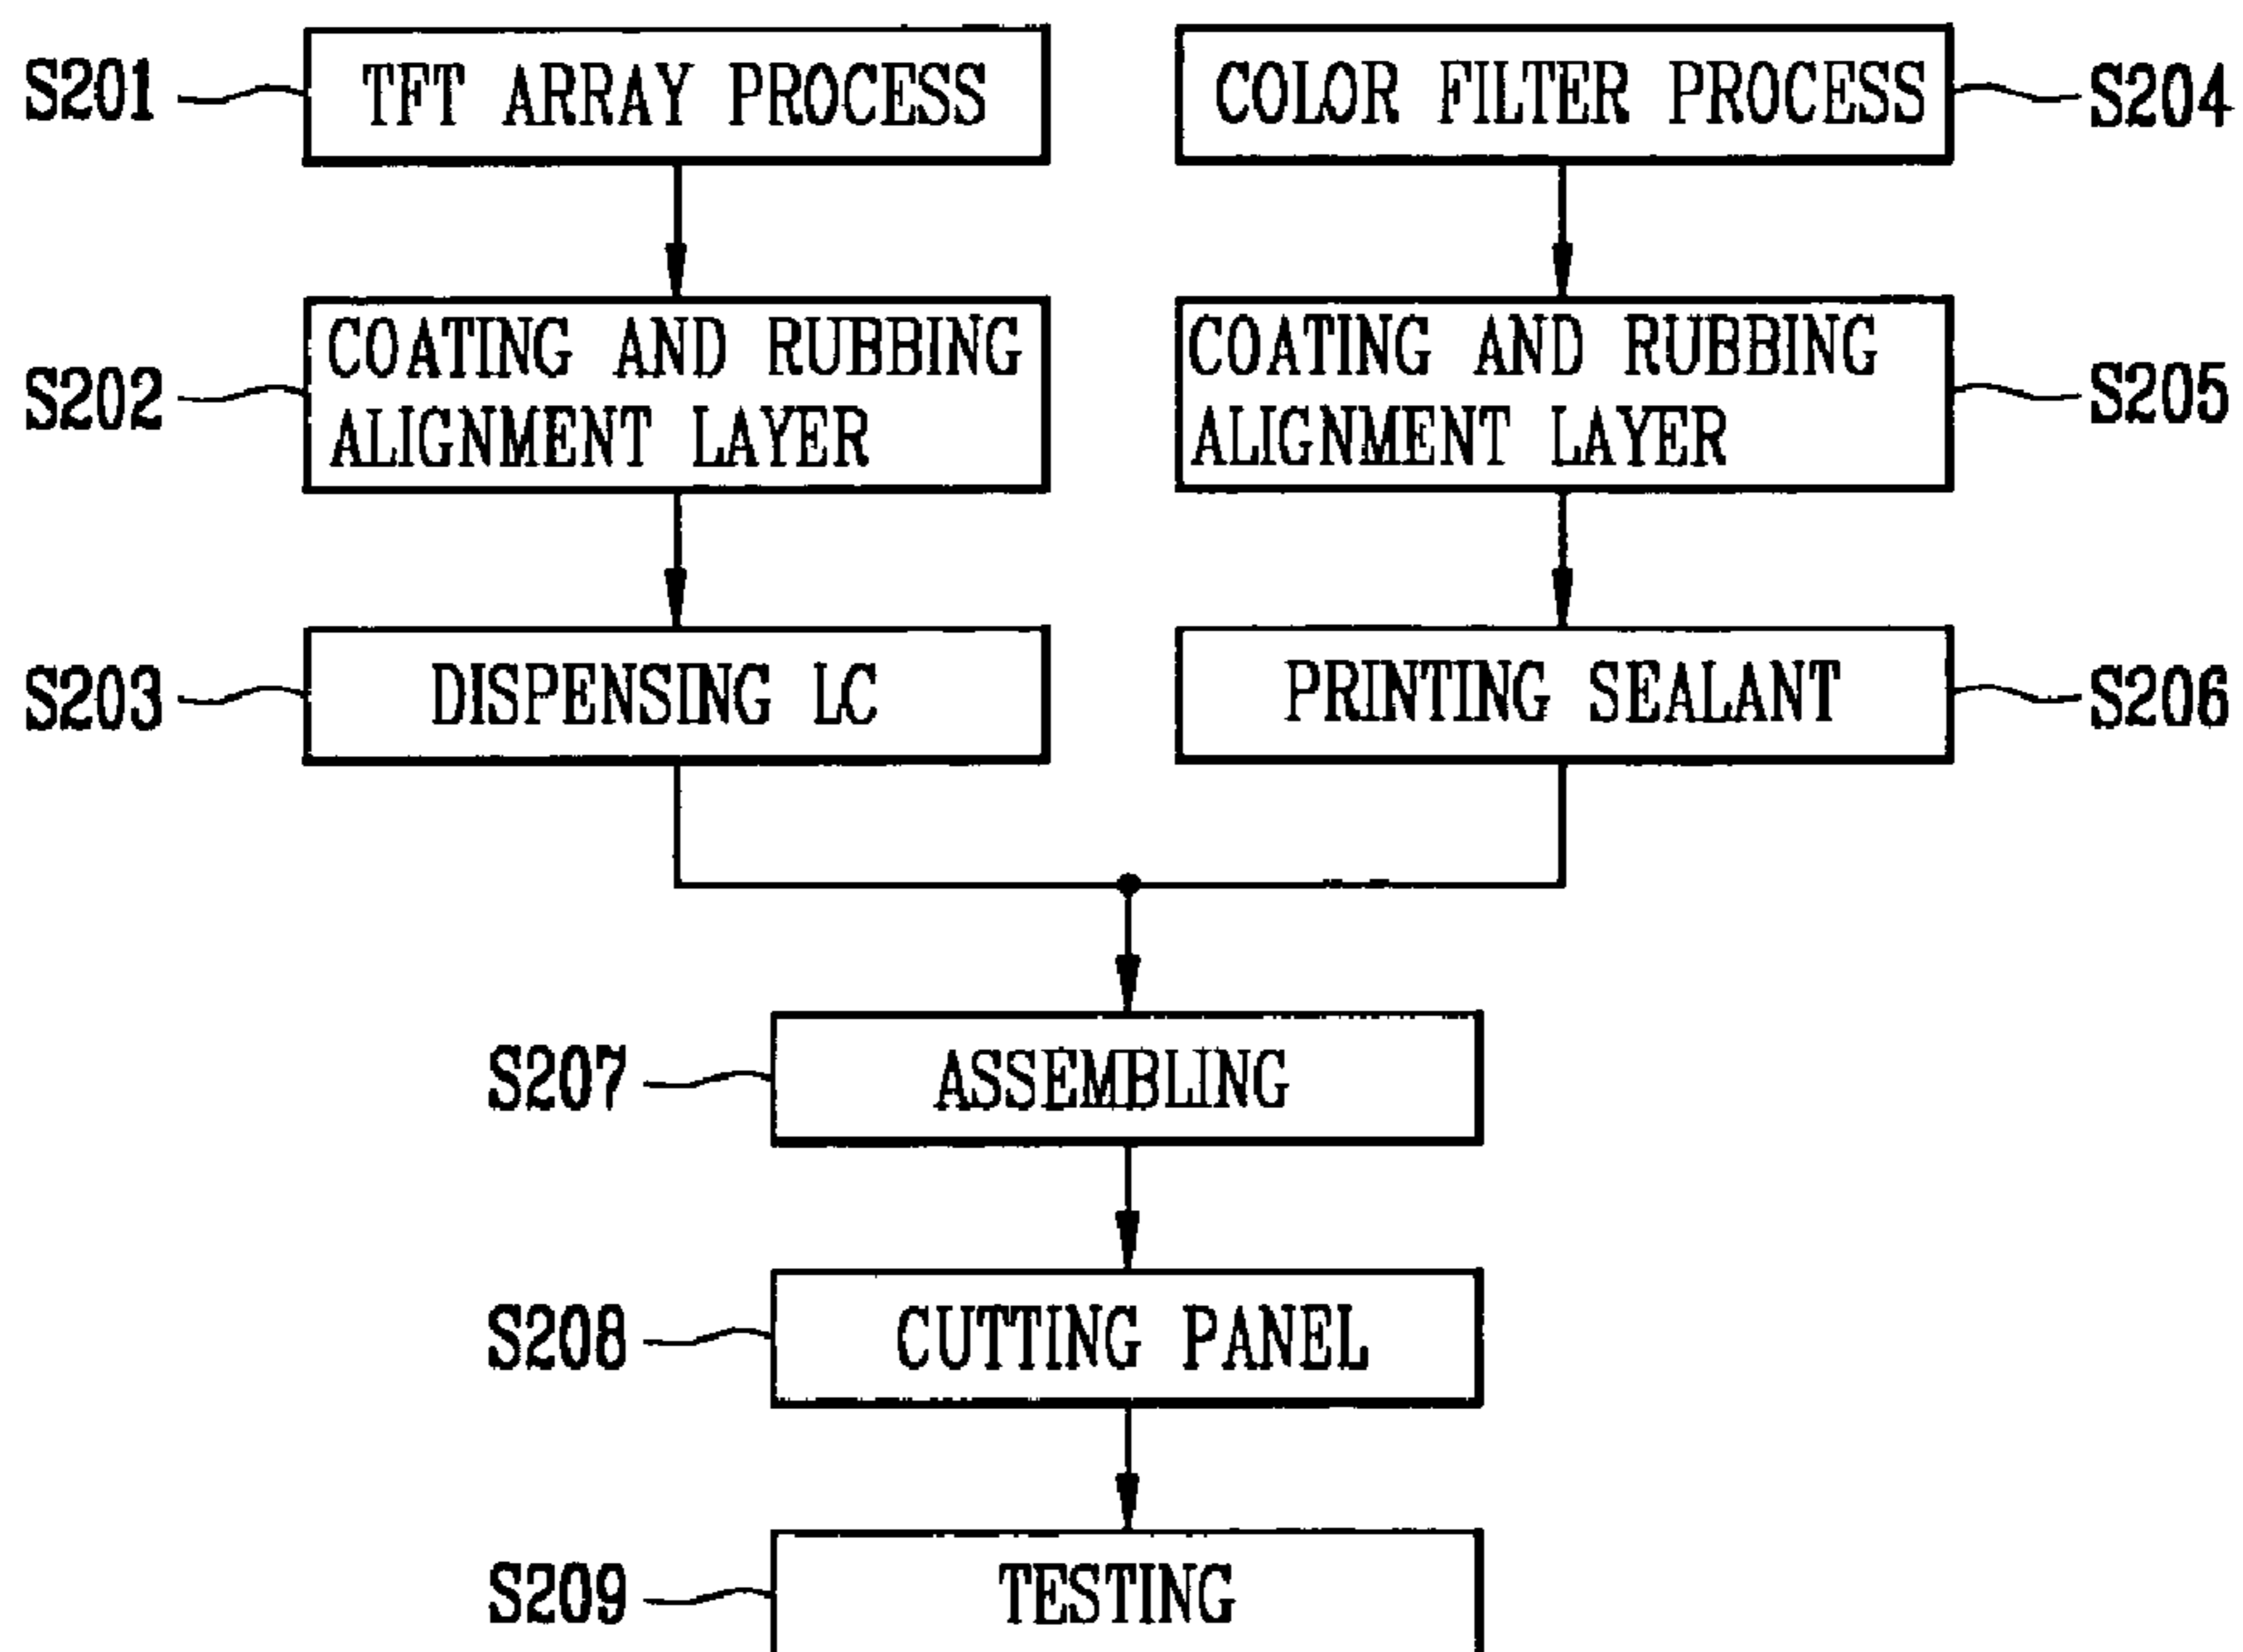 S201
TFT ARRAY PROCESS
COLOR FILTER PROCESS
S204
S202
COATING AND RUBBING
ALIGNMENT LAYER
COATING AND RUBBING
ALIGNMENT LAYER
S205
S203
DISPENSING LC
PRINTING SEALANT
S206
S207
ASSEMBLING
S208
CUTTING PANEL
S209
TESTING